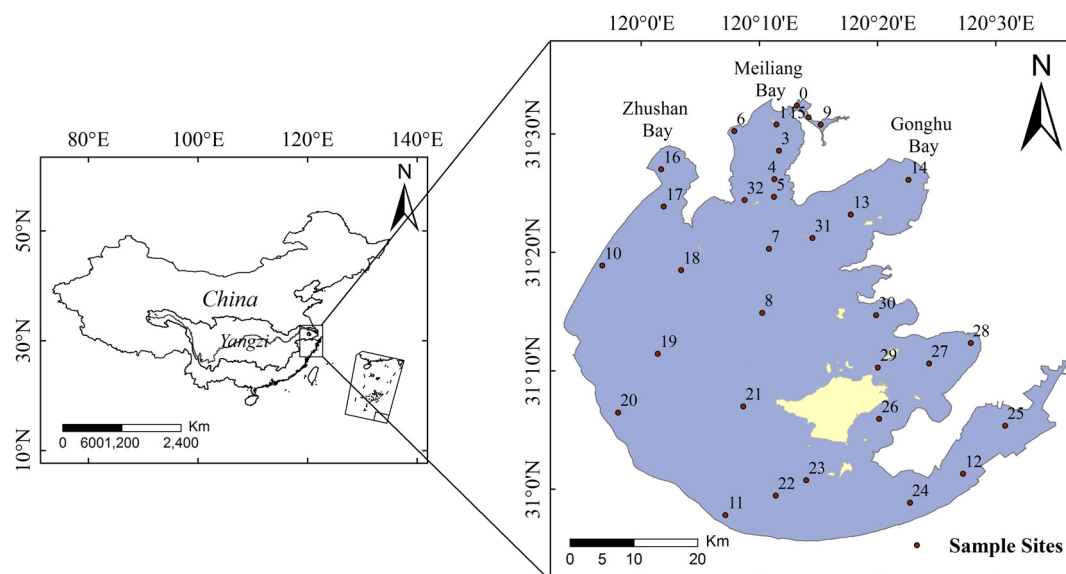 80°E 100°E 120°E 140°E
50°N
30°N
10°N
N
China
Yangzi
0 6001,200 2,400
Km
120°0'E 120°10'E 120°20'E 120°30'E
31°30'N
31°20'N
31°10'N
31°0'N
N
Meiliang
Bay
Zhushan
Bay
Gonghu
Bay
0
6 1 15 9
3
16 4 14
17 32 5 13
31
10 18 7
8 30
19 29 27 28
20 21 26 25
23 12
11 22 24
Km
0 5 10 20
Sample Sites